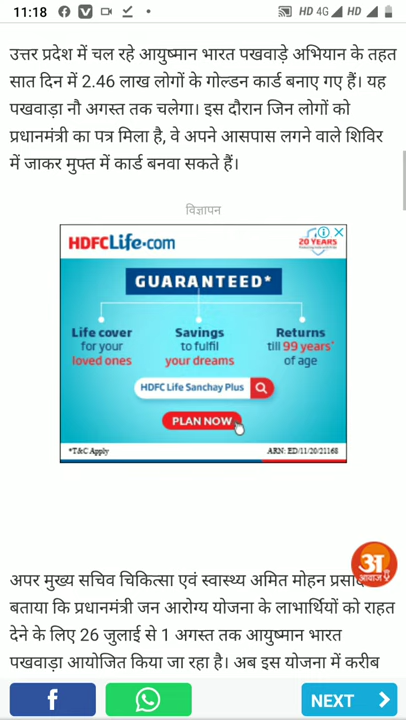 11:18
HD 4G
HD
उत्तर प्रदेश में चल रहे आयुष्मान भारत पखवाड़े अभियान के तहत
सात दिन में 2.46 लाख लोगों के गोल्डन कार्ड बनाए गए हैं। यह
पखवाड़ा नौ अगस्त तक चलेगा। इस दौरान जिन लोगों को
प्रधानमंत्री का पत्र मिला है, वे अपने आसपास लगने वाले शिविर
में जाकर मुफ्त में कार्ड बनवा सकते हैं।
विज्ञापन
HDFC Life.com
20 YEARS
GUARANTEED*
Life cover
for your
loved ones
Savings
to fulfil
your dreams
Returns
till 99 years*
of age
HDFC Life Sanchay Plus
PLAN NOW
*T&C Apply
ARN: ED/11/20/21168
अ
आवाज़
अपर मुख्य सचिव चिकित्सा एवं स्वास्थ्य अमित मोहन
बताया कि प्रधानमंत्री जन आरोग्य योजना के लाभार्थियों को राहत
देने के लिए 26 जुलाई से 1 अगस्त तक आयुष्मान भारत
पखवाड़ा आयोजित किया जा रहा है। अब इस योजना में करीब
NEXT